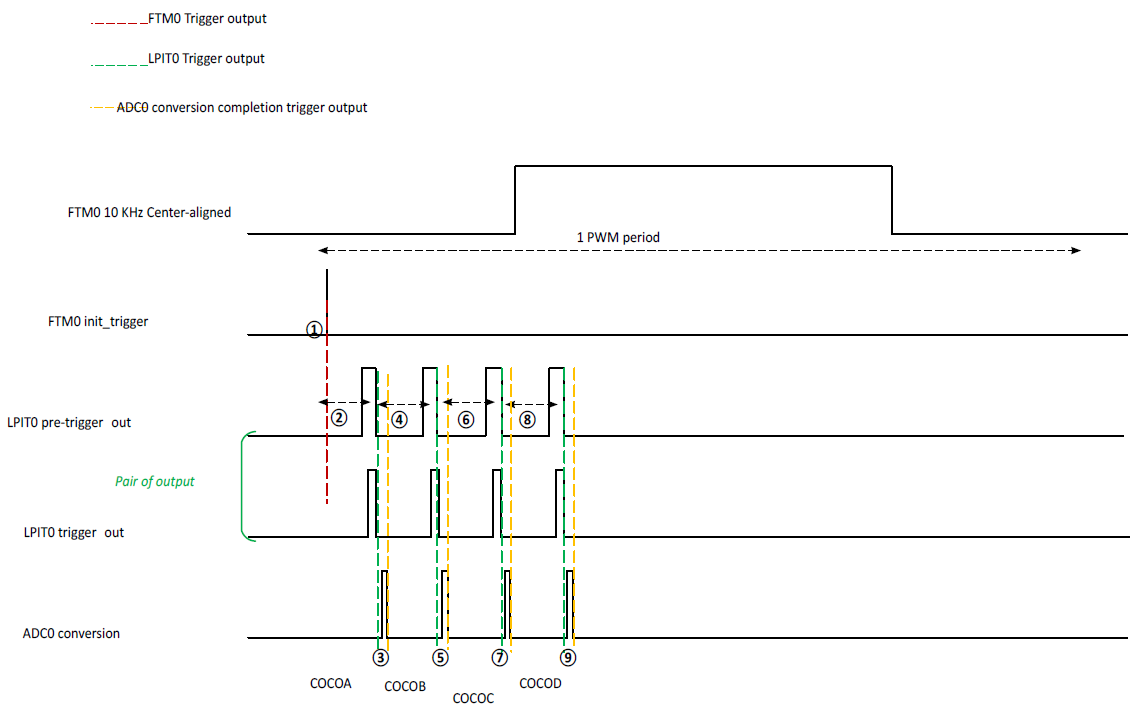 FTM0 Trigger output
LPIT0 Trigger output
ADC0 conversion completion trigger output
FTM0 10 KHz Center-aligned
1 PWM period
FTM0 init_trigger
①
②
④
⑥
⑧
LPIT0 pre-trigger out
Pair of output
LPIT0 trigger out
ADC0 conversion
③
⑤
⑦
⑨
COCOA
COCOB
COCOC
COCOD